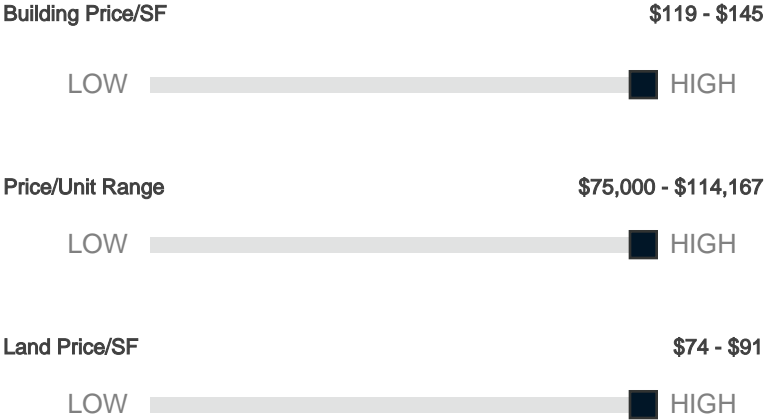 Building Price/SF $119 - $145
LOW HIGH
Price/Unit Range $75,000 - $114,167
LOW HIGH
Land Price/SF $74 - $91
LOW HIGH